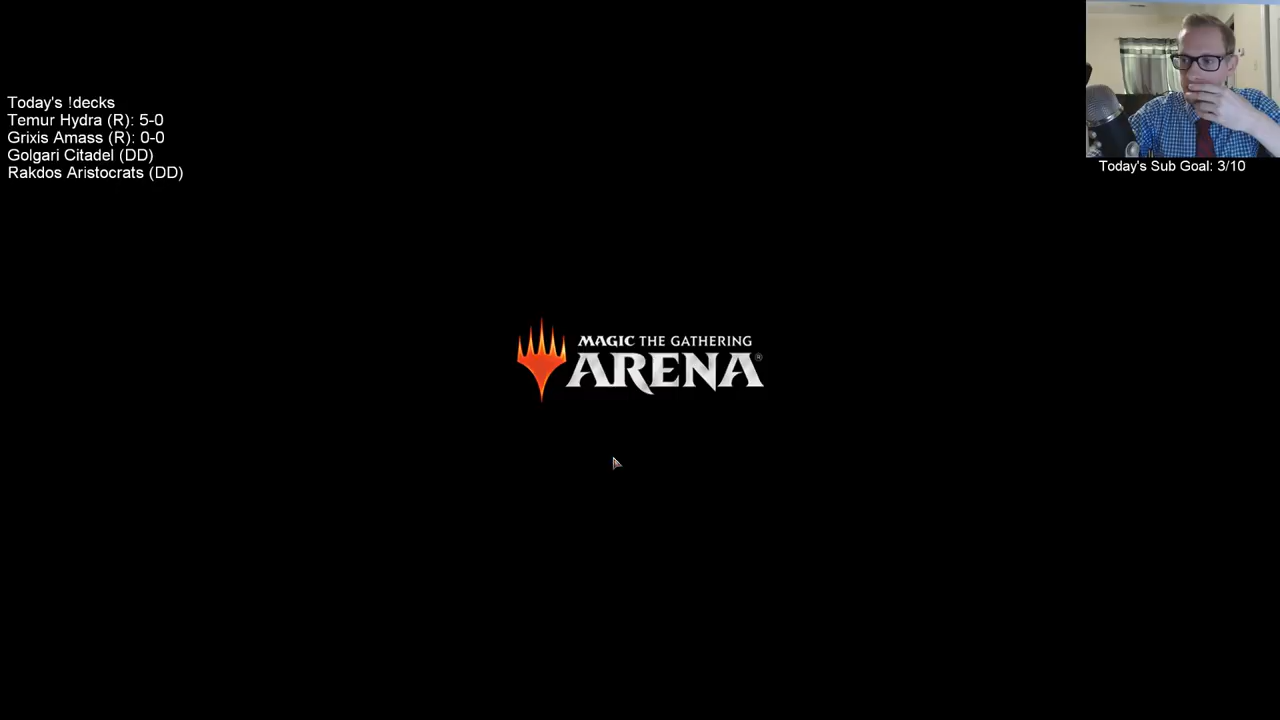 Today's !decks
Temur Hydra (R): 5-0
Grixis Amass (R): 0-0
Golgari Citadel (DD)
Rakdos Aristocrats (DD)
Today's Sub Goal: 3/10
MAGIC THE GATHERING
ARENA®